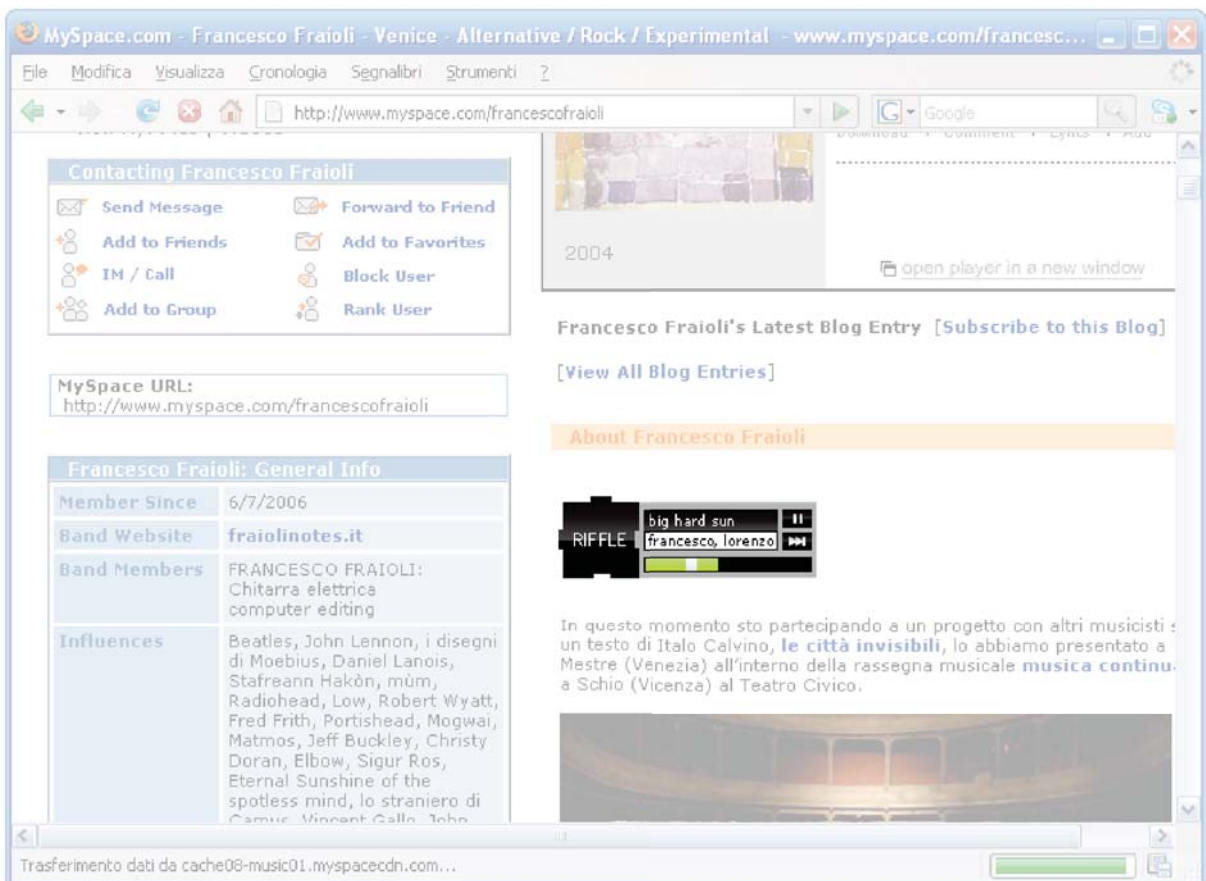 MySpace.com - Francesco Fraioli - Venice - Alternative / Rock / Experimental - www.myspace.com/francesc...
File Modifica Visualizza Cronologia Segnalibri Strumenti ?
http://www.myspace.com/francescofraioli
G Google
Contacting Francesco Fraioli
Send Message Forward to Friend
Add to Friends Add to Favorites
IM / Call Block User
Add to Group Rank User
MySpace URL:
http://www.myspace.com/francescofraioli
Francesco Fraioli: General Info
Member Since 6/7/2006
Band Website fraiolinotes.it
Band Members FRANCESCO FRAIOLI:
Chitarra elettrica
computer editing
Influences Beatles, John Lennon, i disegni
di Moebius, Daniel Lanois,
Stafreann Hakòn, mùm,
Radiohead, Low, Robert Wyatt,
Fred Frith, Portishead, Mogwai,
Matmos, Jeff Buckley, Christy
Doran, Elbow, Sigur Ros,
Eternal Sunshine of the
spotless mind, lo straniero di
Camus, Vincent Gallo, John
2004
open player in a new window
Francesco Fraioli's Latest Blog Entry [Subscribe to this Blog]
[View All Blog Entries]
About Francesco Fraioli
RIFFLE
big hard sun
francesco, lorenzo
In questo momento sto partecipando a un progetto con altri musicisti s
un testo di Italo Calvino, le città invisibili, lo abbiamo presentato a
Mestre (Venezia) all'interno della rassegna musicale musica continu
a Schio (Vicenza) al Teatro Civico.
Trasferimento dati da cache08-music01.myspacecdn.com...